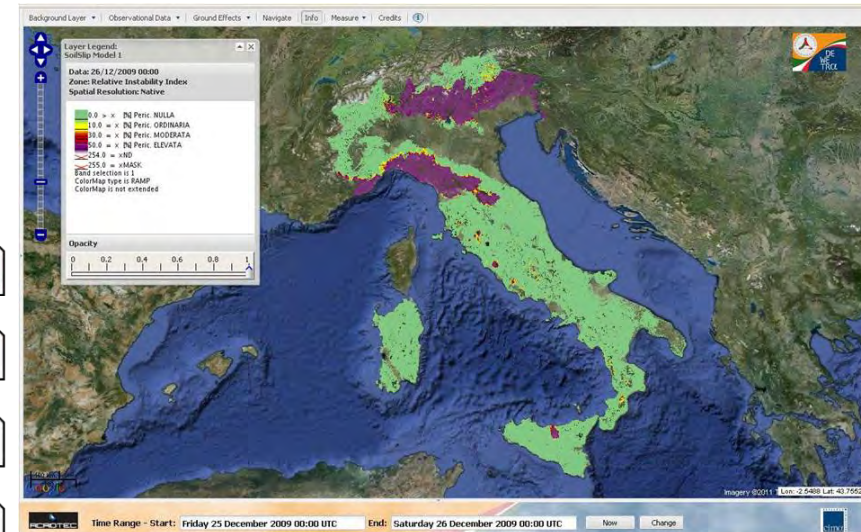 Background Layer Observational Data Ground Effects Navigate Info Measure Credits
Layer Legend:
SoilSlip Model 1
Data: 26/12/2009 00:00
Zone: Relative Instability Index
Spatial Resolution: Native
0.0 > x [%] Peric. NULLA
10.0 = x [%] Peric. ORDINARIA
30.0 = x [%] Peric. MODERATA
50.0 = x [%] Peric. ELEVATA
254.0 = xND
255.0 = xMASK
Band selection is 1
ColorMap type is RAMP
ColorMap is not extended
Opacity
0 0.2 0.4 0.6 0.8 1
DE
WE
TRA
Imagery ©2011 Lon: -2.5488 Lat: 43.7552
ACROTEC Time Range - Start: Friday 25 December 2009 00:00 UTC End: Saturday 26 December 2009 00:00 UTC Now Change cima